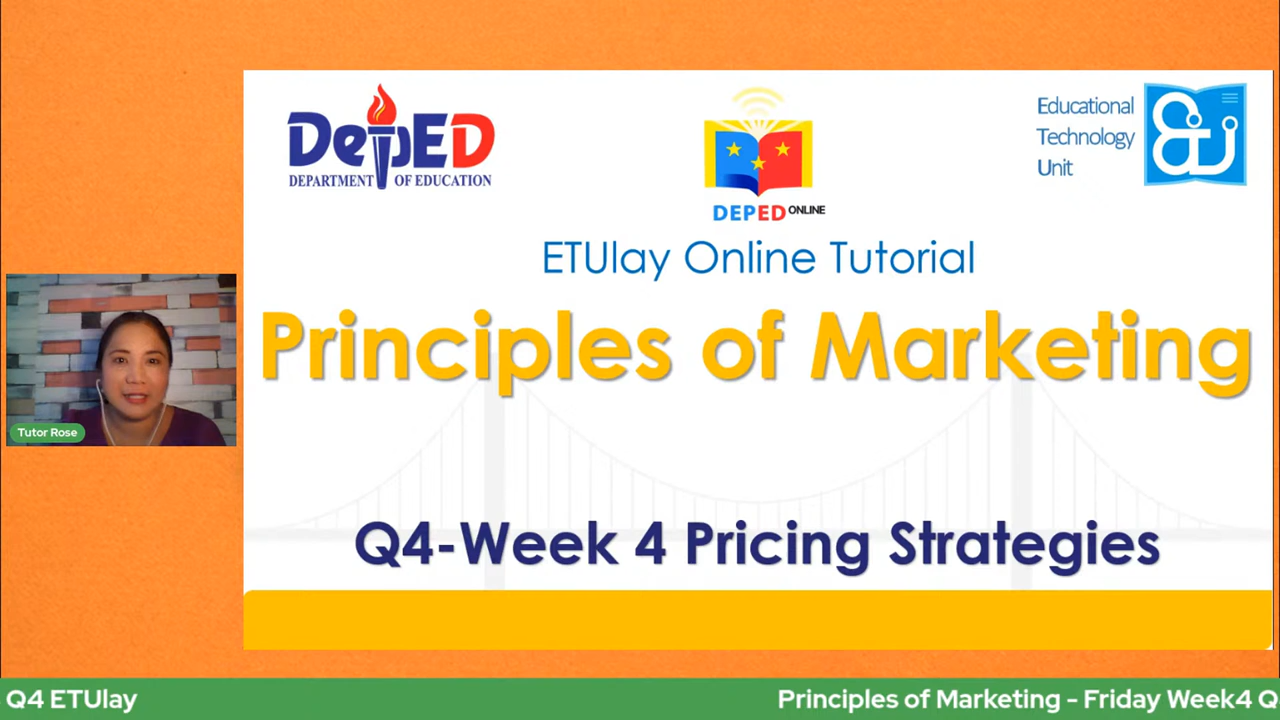 DepED
DEPARTMENT OF EDUCATION
DEPED ONLINE
Educational
Technology
Unit
ETUlay Online Tutorial
Principles of Marketing
Tutor Rose
Q4-Week 4 Pricing Strategies
Q4 ETUlay
Principles of Marketing - Friday Week4 Q